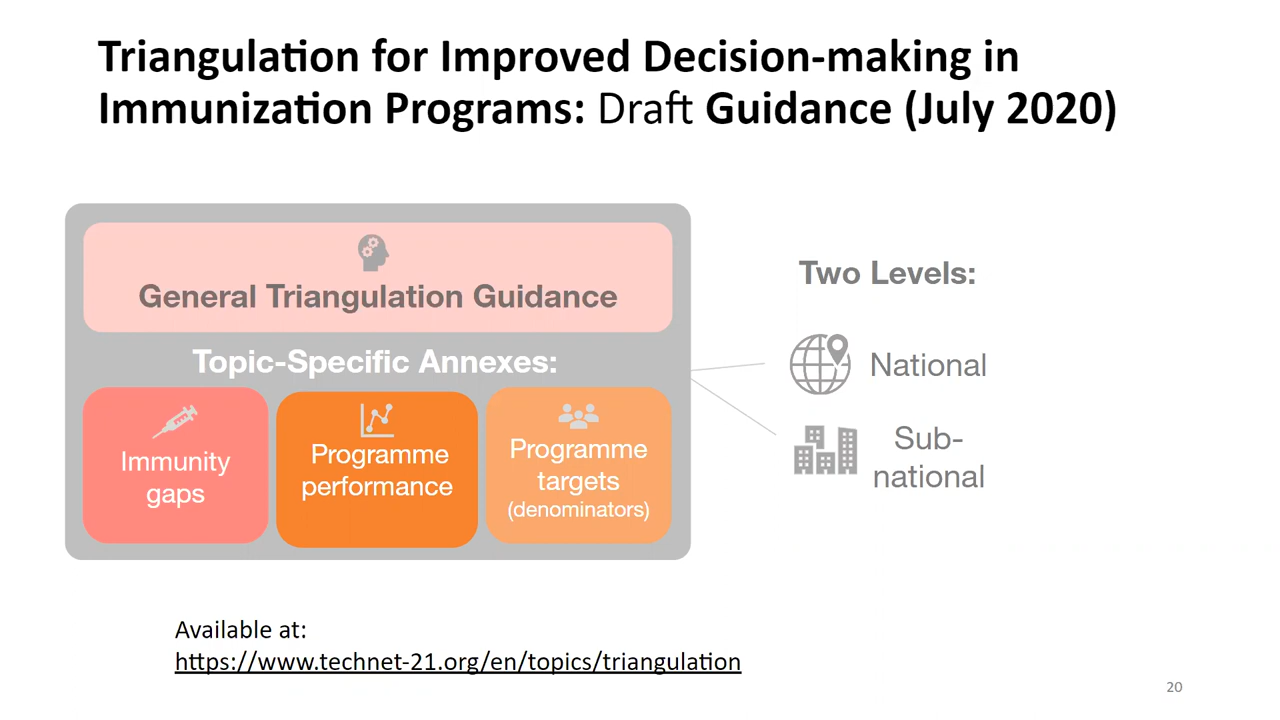 Triangulation for Improved Decision-making in
Immunization Programs: Draft Guidance (July 2020)
General Triangulation Guidance
Topic-Specific Annexes:
Immunity
gaps
Programme
performance
Programme
targets
(denominators)
Two Levels:
National
Sub-
national
Available at:
https://www.technet-21.org/en/topics/triangulation
20